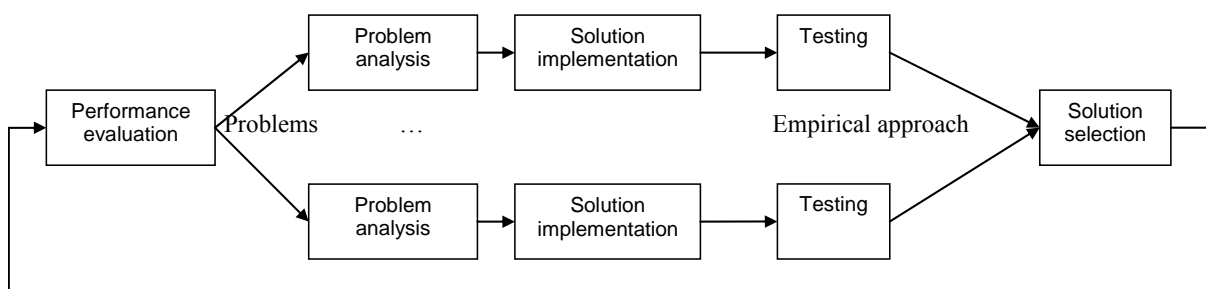 Performance
evaluation
Problems
Problem
analysis
Solution
implementation
Testing
…
Empirical approach
Problem
analysis
Solution
implementation
Testing
Solution
selection